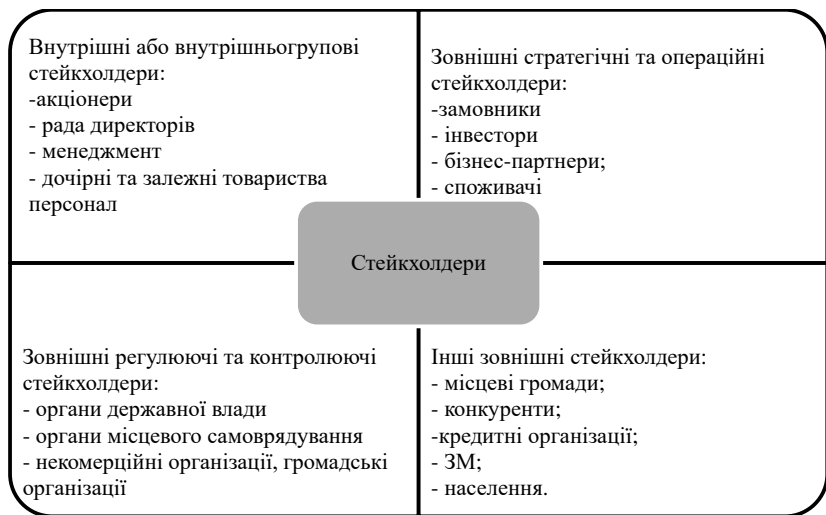 Внутрішні або внутрішньогрупові
стейкхолдери:
-акціонери
- рада директорів
- менеджмент
- дочірні та залежні товариства
персонал
Зовнішні стратегічні та операційні
стейкхолдери:
-замовники
- інвестори
- бізнес-партнери;
- споживачі
Стейкхолдери
Зовнішні регулюючі та контролюючі
стейкхолдери:
- органи державної влади
- органи місцевого самоврядування
- некомерційні організації, громадські
організації
Інші зовнішні стейкхолдери:
- місцеві громади;
- конкуренти;
-кредитні організації;
- ЗМ;
- населення.